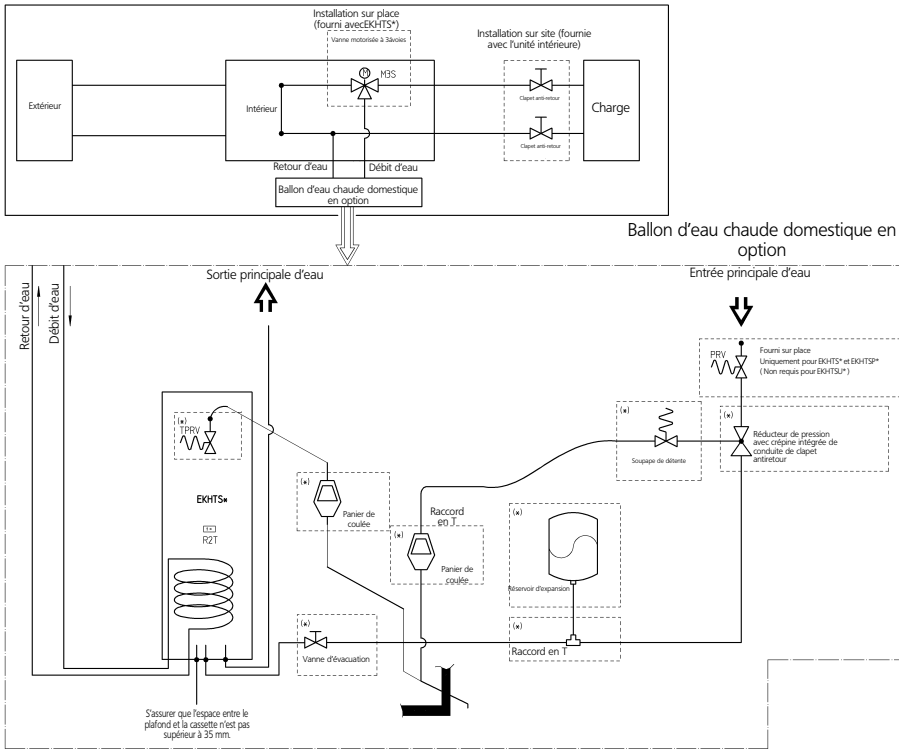 Installation sur place
(fourni avecEKHTS*)
Vanne motorisée à 3àvoies
Installation sur site (fournie
avec l'unité intérieure)
M
M3S
Extérieur
Intérieur
Clapet anti-retour
Charge
Clapet anti-retour
Retour d'eau
Débit d'eau
Ballon d'eau chaude domestique
en option
Ballon d'eau chaude domestique en
option
Retour d'eau
Débit d'eau
Sortie principale d'eau
Entrée principale d'eau
PRV
Fourni sur place
Uniquement pour EKHTS* et EKHTSP*
( Non requis pour EKHTSU* )
(*)
TPRV
(*)
Soupape de détente
(*)
Réducteur de pression
avec crépine intégrée de
conduite de clapet
antiretour
EKHTS*
R2T
(*)
Panier de
coulée
Raccord
en T
(*)
Panier de
coulée
(*)
Réservoir d'expansion
(*)
Vanne d'évacuation
(*)
Raccord en T
S'assurer que l'espace entre le
plafond et la cassette n'est pas
supérieur à 35 mm.